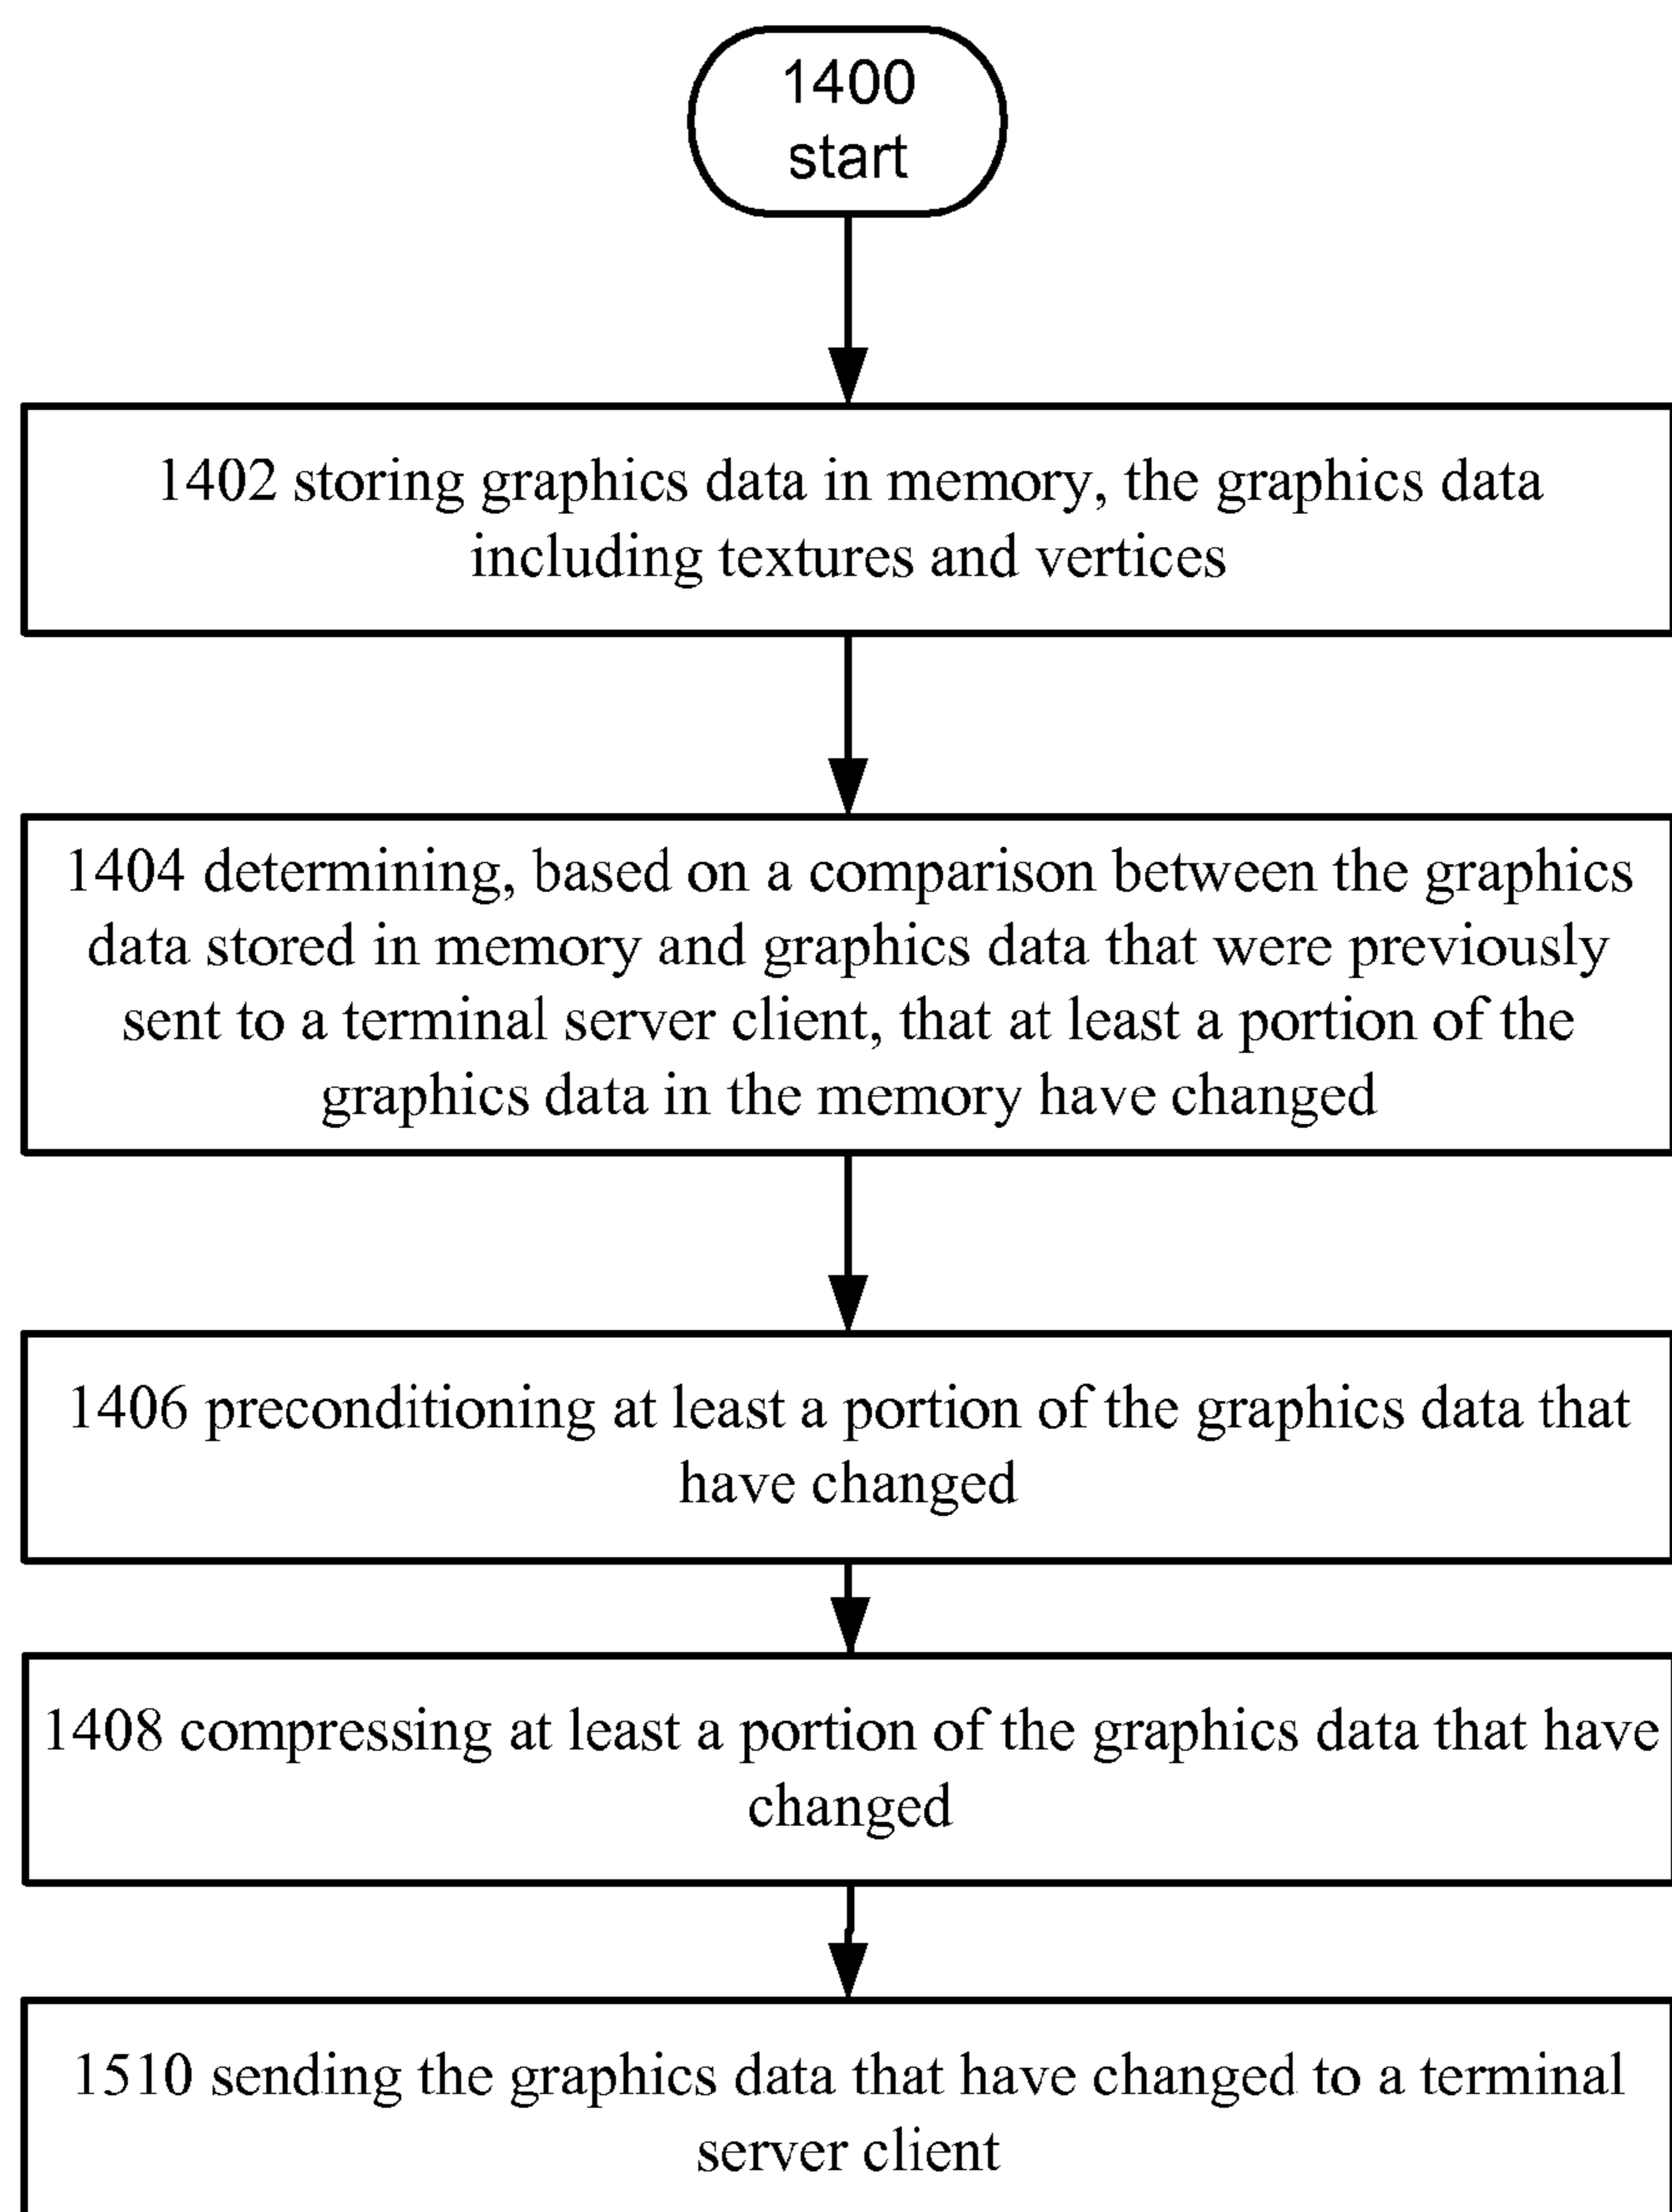 1400
start
1402 storing graphics data in memory, the graphics data
including textures and vertices
1404 determining, based on a comparison between the graphics
data stored in memory and graphics data that were previously
sent to a terminal server client, that at least a portion of the
graphics data in the memory have changed
1406 preconditioning at least a portion of the graphics data that
have changed
1408 compressing at least a portion of the graphics data that have
changed
1510 sending the graphics data that have changed to a terminal
server client